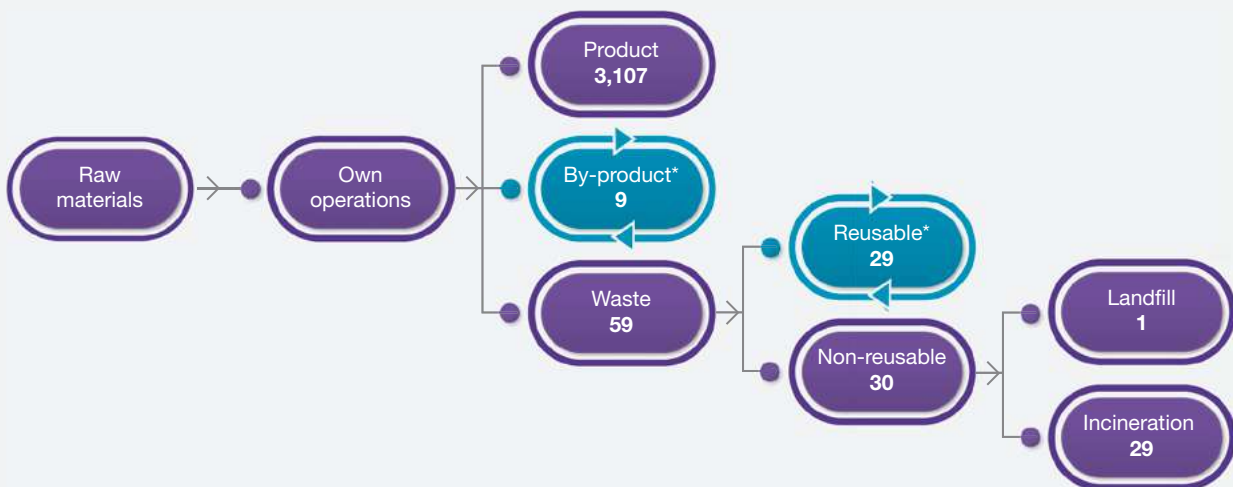 Product
3,107
Raw
materials
Own
operations
By-product*
9
Reusable*
29
Waste
59
Landfill
1
Non-reusable
30
Incineration
29